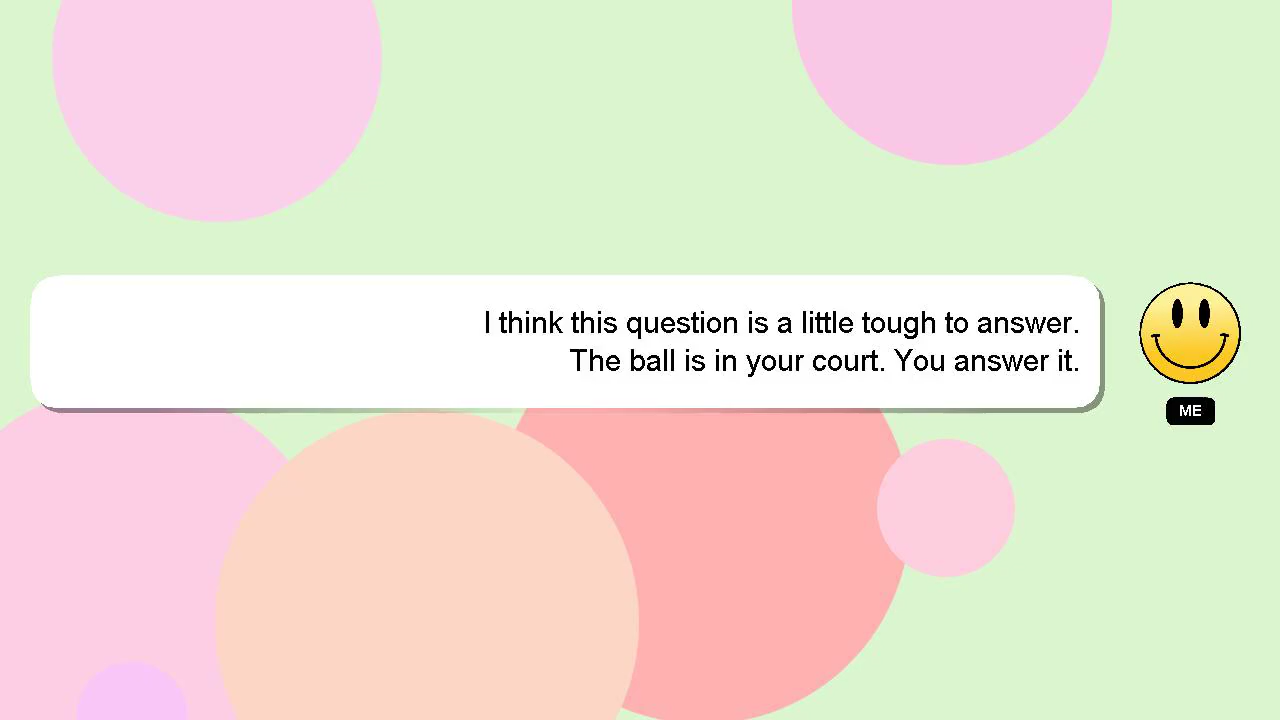 I think this question is a little tough to answer.
The ball is in your court. You answer it.
ME